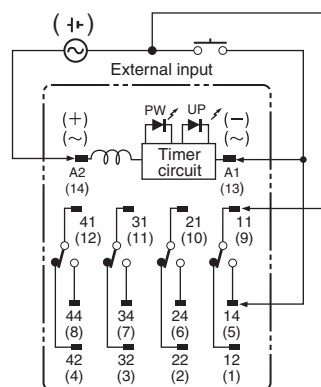 External input
(+) PW UP (−)
(~) (~)
Timer
circuit
A2 A1
(14) (13)
41 31 21 11
(12) (11) (10) (9)
44 34 24 14
(8) (7) (6) (5)
42 32 22 12
(4) (3) (2) (1)